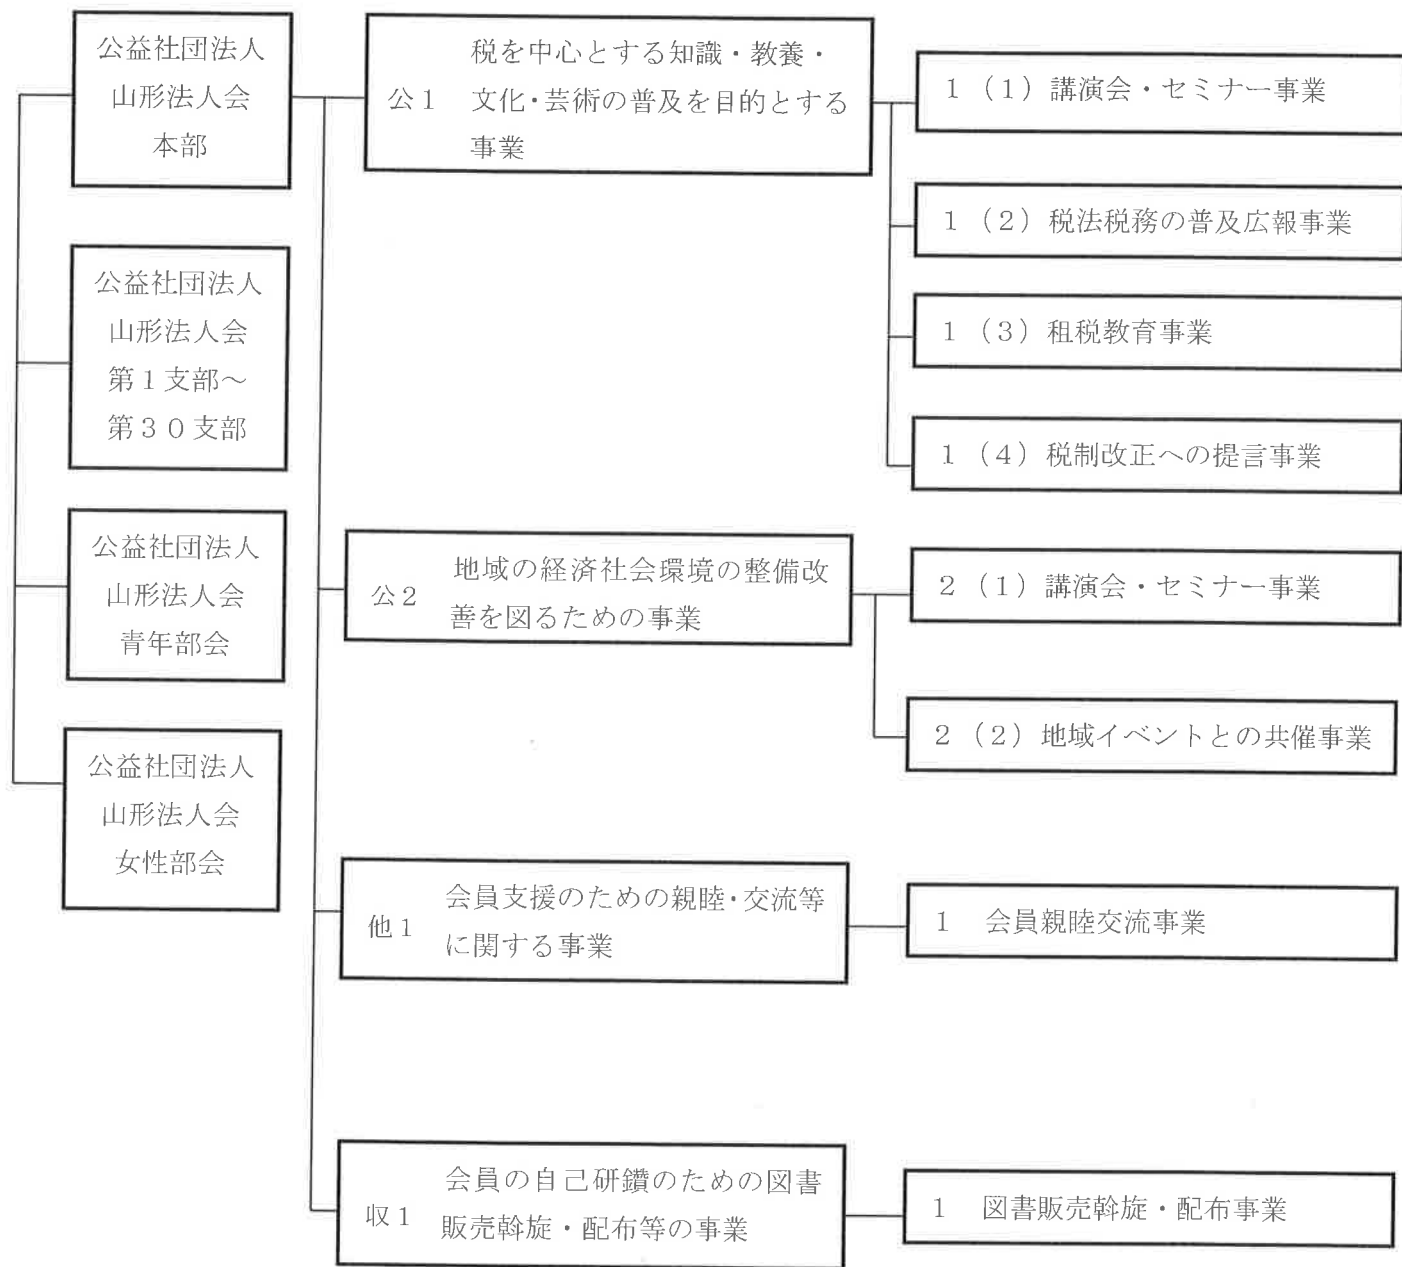 公益社団法人
山形法人会
本部
公益社団法人
山形法人会
第１支部～
第３０支部
公益社団法人
山形法人会
青年部会
公益社団法人
山形法人会
女性部会
公１
税を中心とする知識・教養・
文化・芸術の普及を目的とする
事業
１（１）講演会・セミナー事業
１（２）税法税務の普及広報事業
１（３）租税教育事業
１（４）税制改正への提言事業
公２
地域の経済社会環境の整備改
善を図るための事業
２（１）講演会・セミナー事業
２（２）地域イベントとの共催事業
他１
会員支援のための親睦・交流等
に関する事業
１　会員親睦交流事業
収１
会員の自己研鑽のための図書
販売斡旋・配布等の事業
１　図書販売斡旋・配布事業